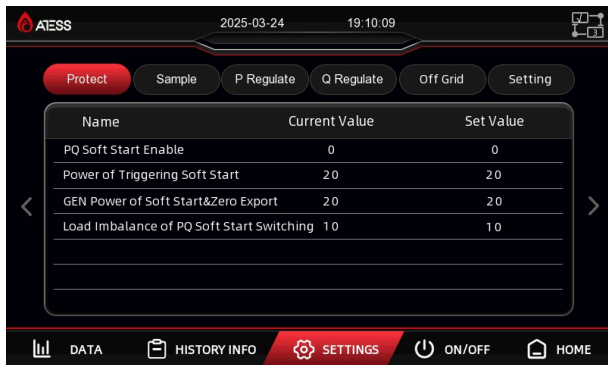 ATESS 2025-03-24 19:10:09
3
Protect Sample P Regulate Q Regulate Off Grid Setting
Name Current Value Set Value
PQ Soft Start Enable 0 0
Power of Triggering Soft Start 20 20
GEN Power of Soft Start&Zero Export 20 20
Load Imbalance of PQ Soft Start Switching 10 10
DATA HISTORY INFO SETTINGS ON/OFF HOME